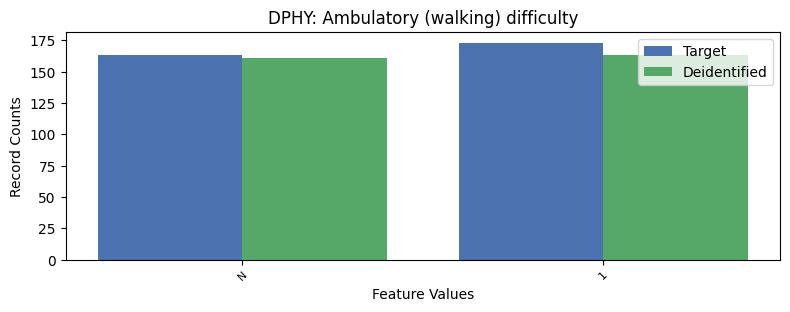 DPHY: Ambulatory (walking) difficulty
Target
Deidentified
Record Counts
175
150
125
100
75
50
25
0
N
1
Feature Values